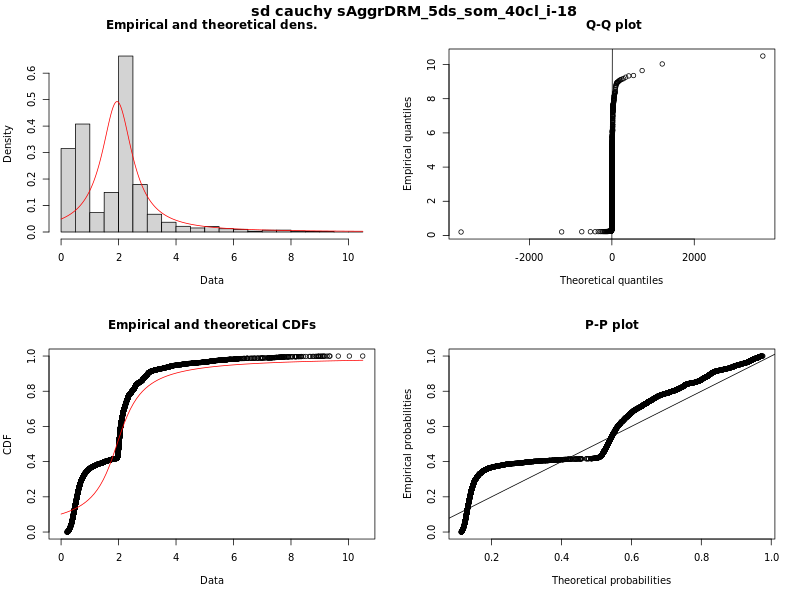 sd cauchy sAggrDRM_5ds_som_40cl_i-18
Empirical and theoretical dens.
Density
0.0 0.1 0.2 0.3 0.4 0.5 0.6
0 2 4 6 8 10
Data
Q-Q plot
Empirical quantiles
0 2 4 6 8 10
-2000 0 2000
Theoretical quantiles
Empirical and theoretical CDFs
CDF
0.0 0.2 0.4 0.6 0.8 1.0
0 2 4 6 8 10
Data
P-P plot
Empirical probabilities
0.0 0.2 0.4 0.6 0.8 1.0
0.2 0.4 0.6 0.8 1.0
Theoretical probabilities